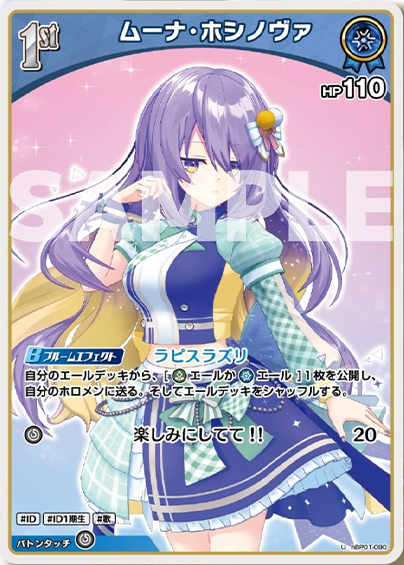 1st
ムーナ・ホシノヴァ
HP110
SAMPLE
Bブルームエフェクト ラピスラズリ
自分のエールデッキから、[エールかエール]1枚を公開し、
自分のホロメンに送る。そしてエールデッキをシャッフルする。
楽しみにしてて!! 20
#ID #ID1期生 #歌
バトンタッチ
U hBP01-090